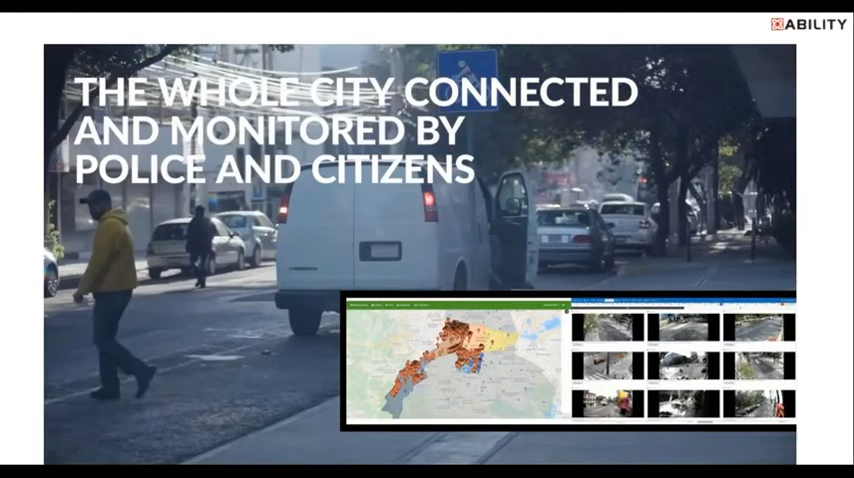 ABILITY
THE WHOLE CITY CONNECTED
AND MONITORED BY
POLICE AND CITIZENS